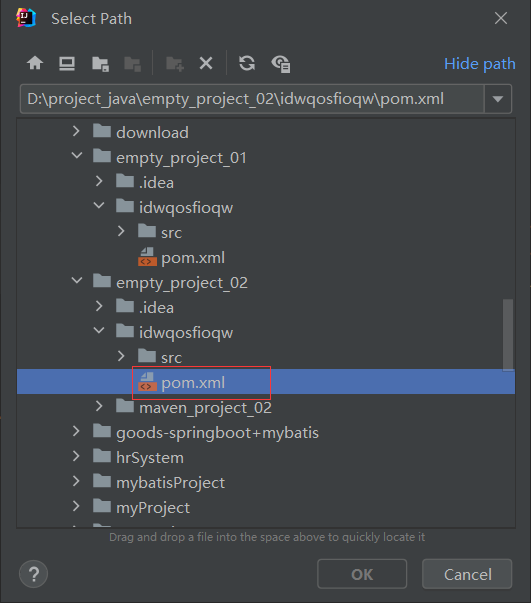 Select Path
Hide path
D:\project_java\empty_project_02\idwqosfioqw\pom.xml
download
empty_project_01
.idea
idwqosfioqw
src
pom.xml
empty_project_02
.idea
idwqosfioqw
src
pom.xml
maven_project_02
goods-springboot+mybatis
hrSystem
mybatisProject
myProject
Drag and drop a file into the space above to quickly locate it
?
OK
Cancel